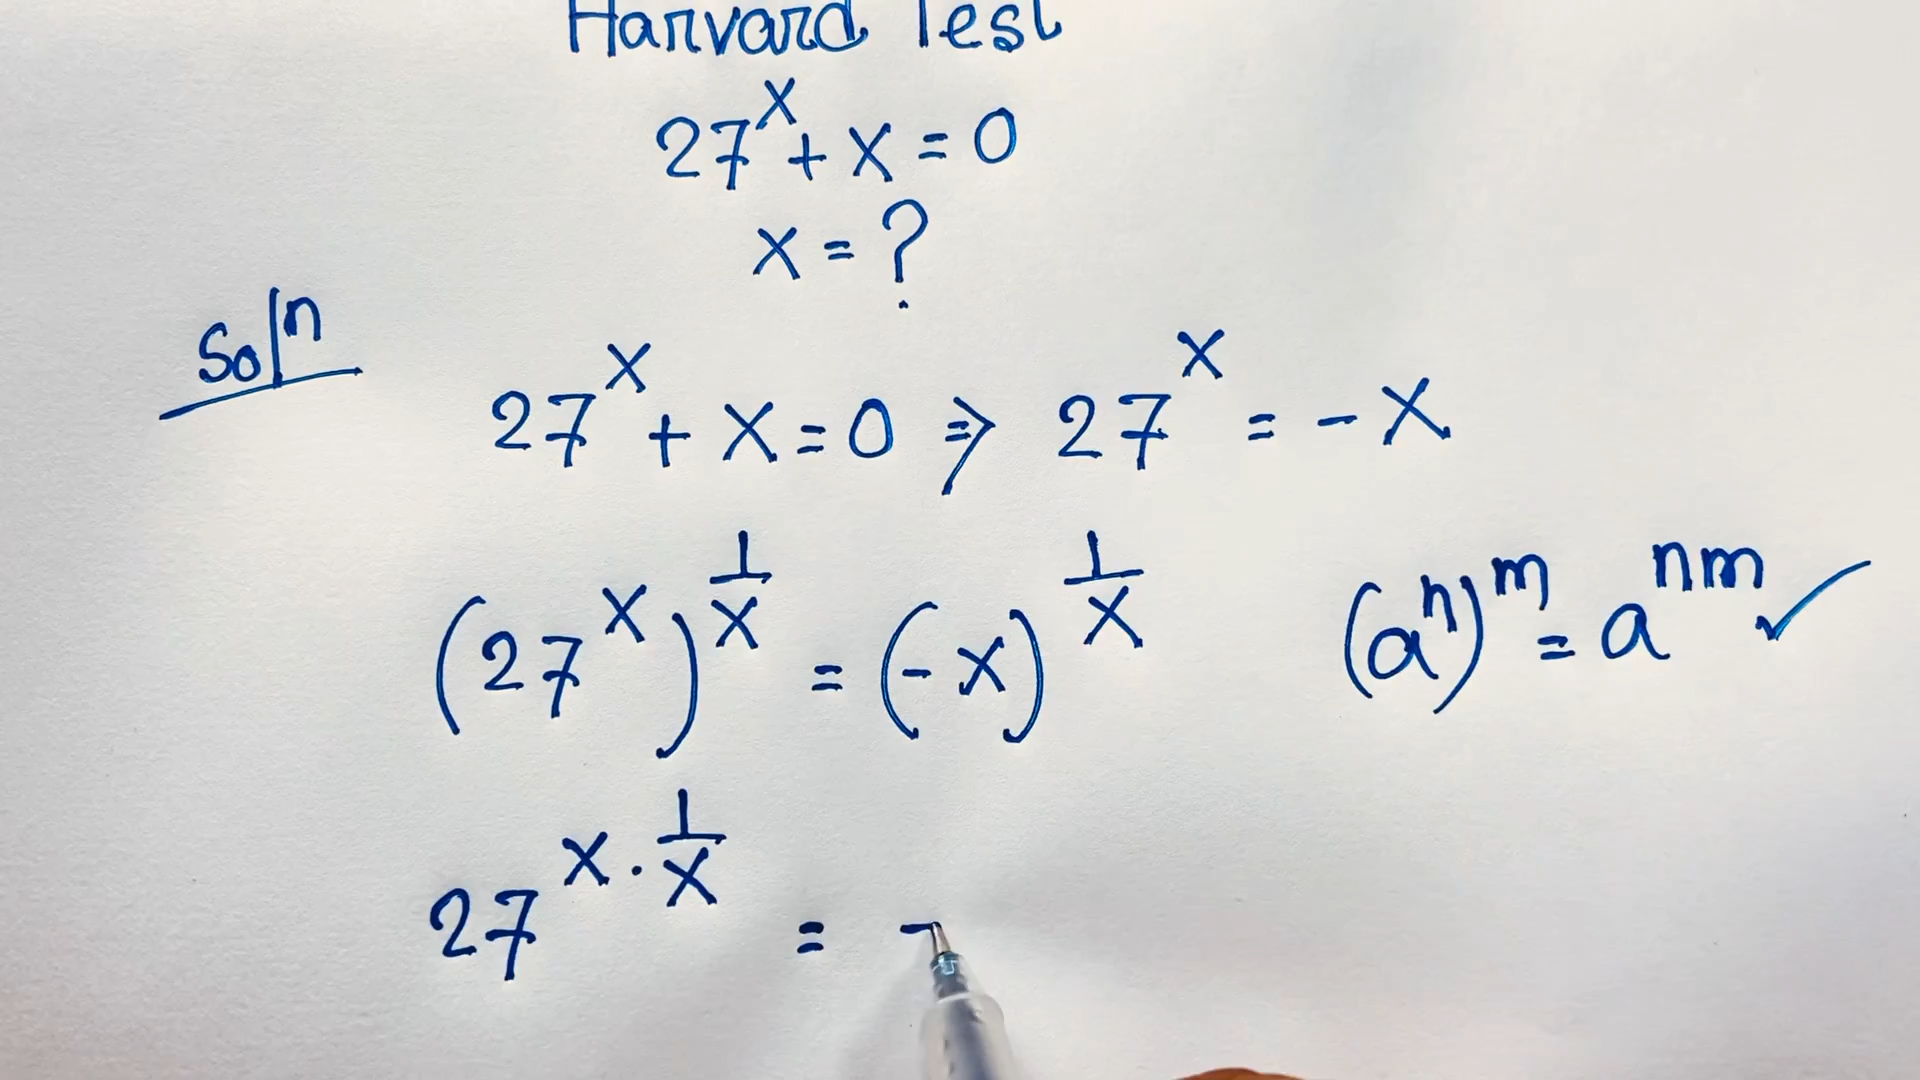 Harvard Test
27^x + x = 0
x = ?
Solⁿ
27^x + x = 0 ⇒ 27^x = -x
(27^x)^(1/x) = (-x)^(1/x) (a^n)^m = a^(nm) ✓
27^(x · 1/x) = -